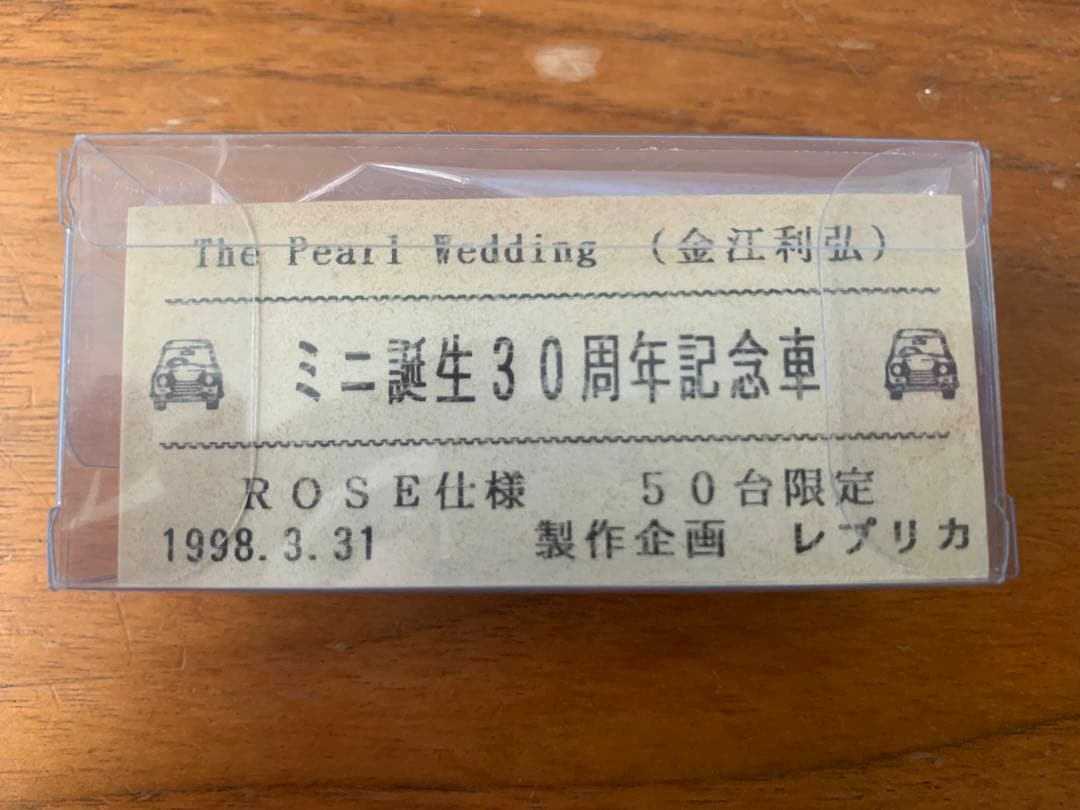 The Pearl Wedding （金江利弘）
ミニ誕生３０周年記念車
ＲＯＳＥ仕様　５０台限定
1998.3.31　製作企画　レプリカ